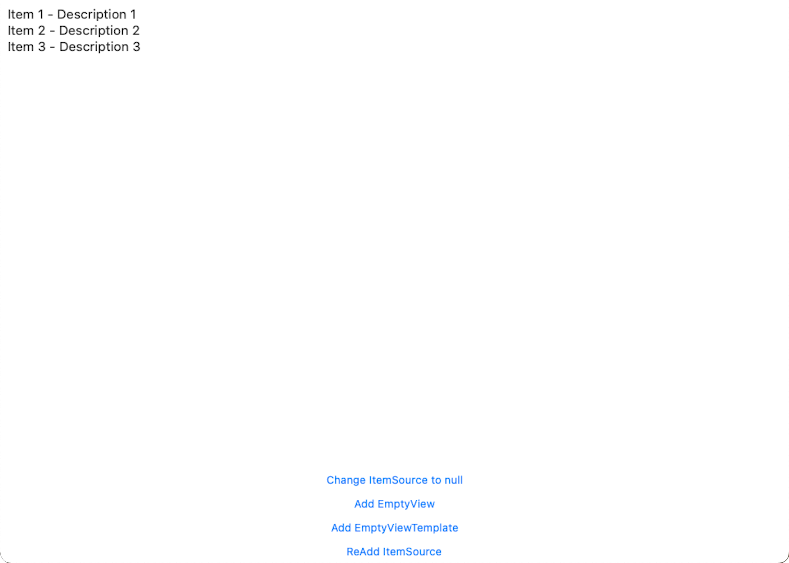 Item 1 - Description 1
Item 2 - Description 2
Item 3 - Description 3
Change ItemSource to null
Add EmptyView
Add EmptyViewTemplate
ReAdd ItemSource